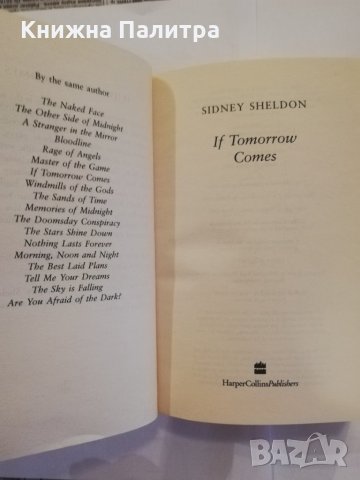 Книжна Палитра
By the same author
The Naked Face
The Other Side of Midnight
A Stranger in the Mirror
Bloodline
Rage of Angels
Master of the Game
If Tomorrow Comes
Windmills of the Gods
The Sands of Time
Memories of Midnight
The Doomsday Conspiracy
The Stars Shine Down
Nothing Lasts Forever
Morning, Noon and Night
The Best Laid Plans
Tell Me Your Dreams
The Sky is Falling
Are You Afraid of the Dark?
SIDNEY SHELDON
If Tomorrow
Comes
HarperCollinsPublishers
BAZAR